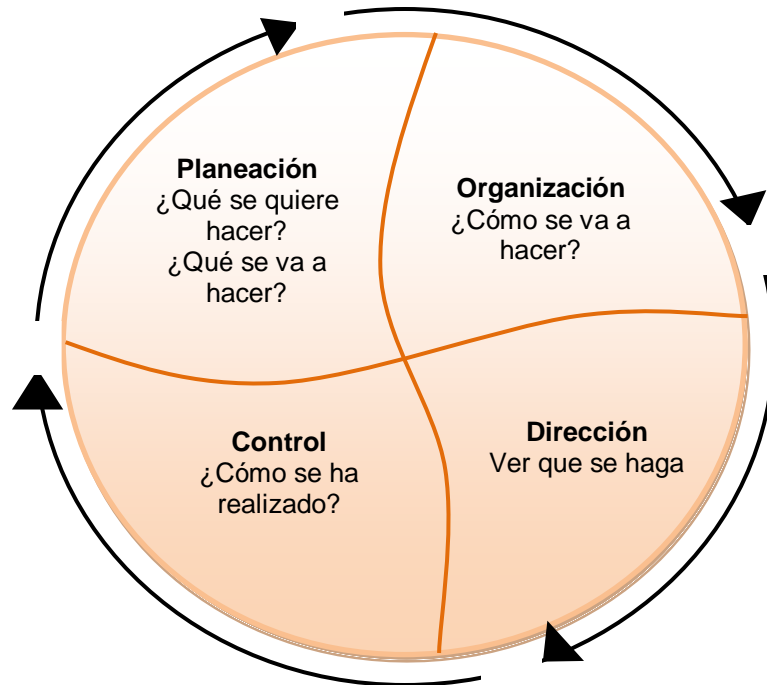 Planeación
¿Qué se quiere
hacer?
¿Qué se va a
hacer?
Organización
¿Cómo se va a
hacer?
Control
¿Cómo se ha
realizado?
Dirección
Ver que se haga